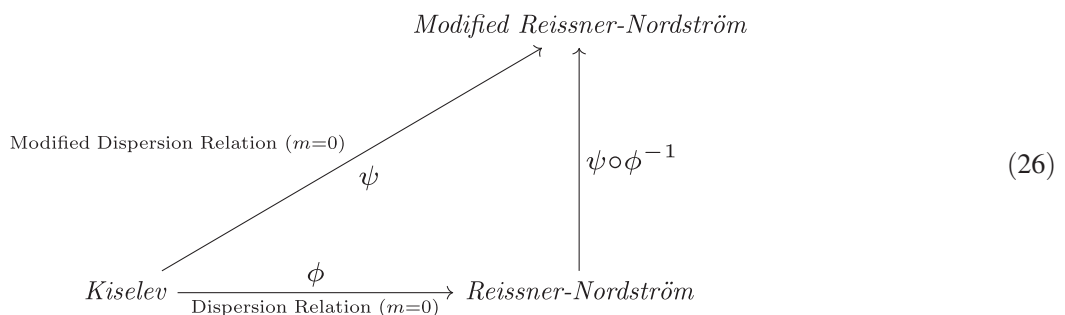 Modified Reissner-Nordström
Modified Dispersion Relation (m=0)
ψ
ψ∘ϕ⁻¹
(26)
ϕ
Kiselev
Reissner-Nordström
Dispersion Relation (m=0)